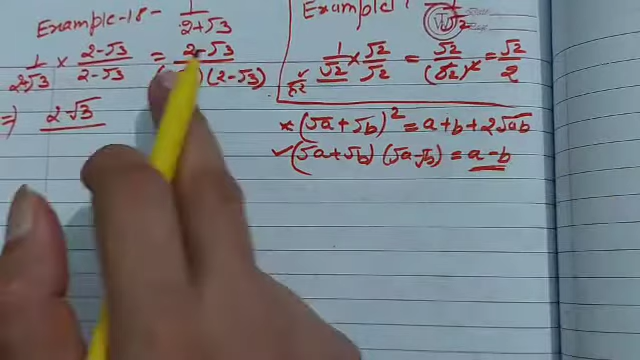 Example-18- 1/(2+√3)
1/(2√3) × (2-√3)/(2-√3) = (2-√3)/( )(2-√3)
⇒ 2√3
Example
1/√2
1/√2 × √2/√2 = √2/(√2)² = √2/2
* (√a+√b)² = a+b+2√ab
✓ (√a+√b) (√a-√b) = a-b